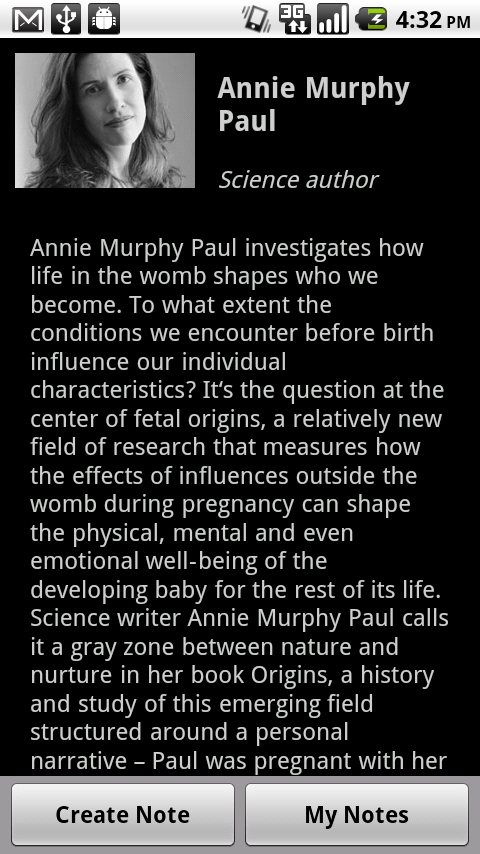 3G
4:32 PM
Annie Murphy
Paul
Science author
Annie Murphy Paul investigates how
life in the womb shapes who we
become. To what extent the
conditions we encounter before birth
influence our individual
characteristics? It‘s the question at the
center of fetal origins, a relatively new
field of research that measures how
the effects of influences outside the
womb during pregnancy can shape
the physical, mental and even
emotional well-being of the
developing baby for the rest of its life.
Science writer Annie Murphy Paul calls
it a gray zone between nature and
nurture in her book Origins, a history
and study of this emerging field
structured around a personal
narrative – Paul was pregnant with her
Create Note
My Notes